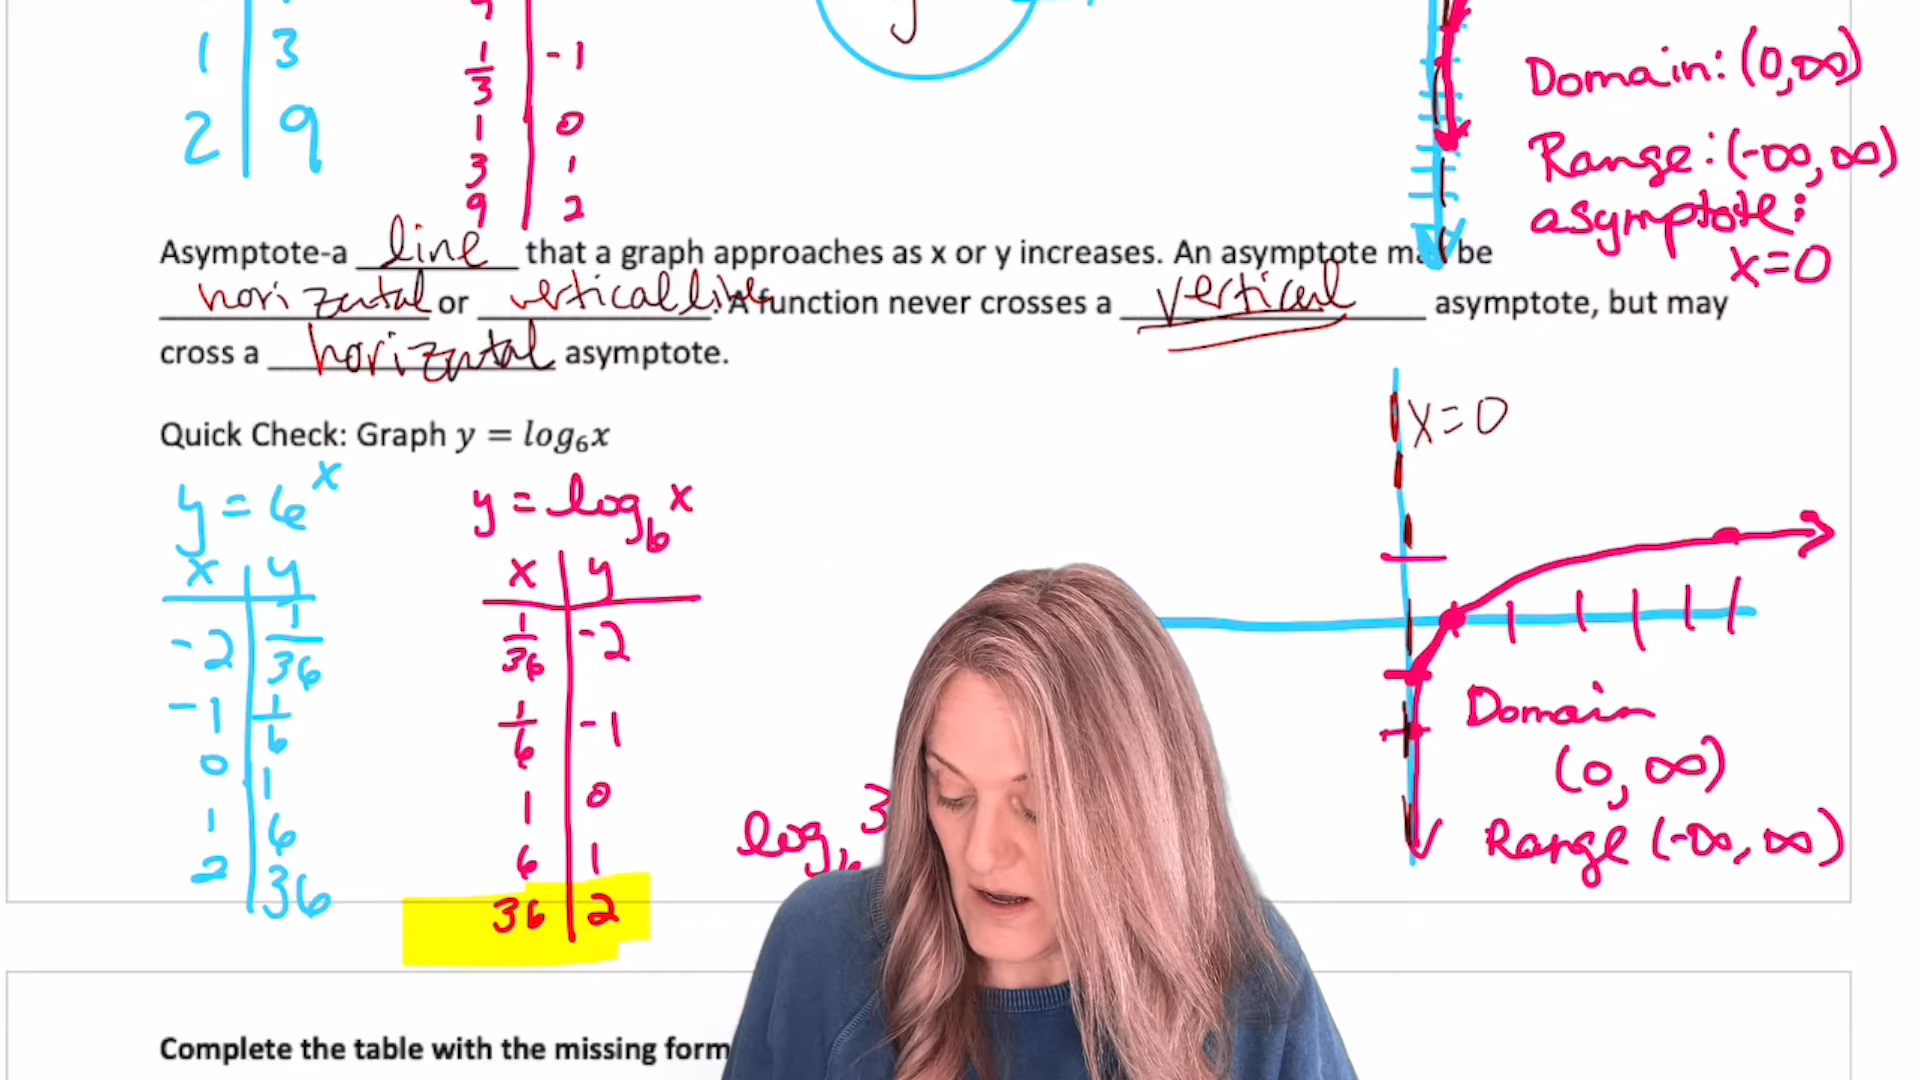 1 3
2 9
1/3 -1
1 0
3 1
9 2
Domain: (0,∞)
Range: (-∞,∞)
asymptote:
x=0
Asymptote-a line that a graph approaches as x or y increases. An asymptote may be
horizontal or vertical line. A function never crosses a vertical asymptote, but may
cross a horizontal asymptote.
x=0
Quick Check: Graph y = log₆x
y = 6^x
x y
-2 1/36
-1 1/6
0 1
1 6
2 36
y = log₆x
x y
1/36 -2
1/6 -1
1 0
6 1
36 2
log₆ 3
Domain
(0, ∞)
Range (-∞, ∞)
Complete the table with the missing form